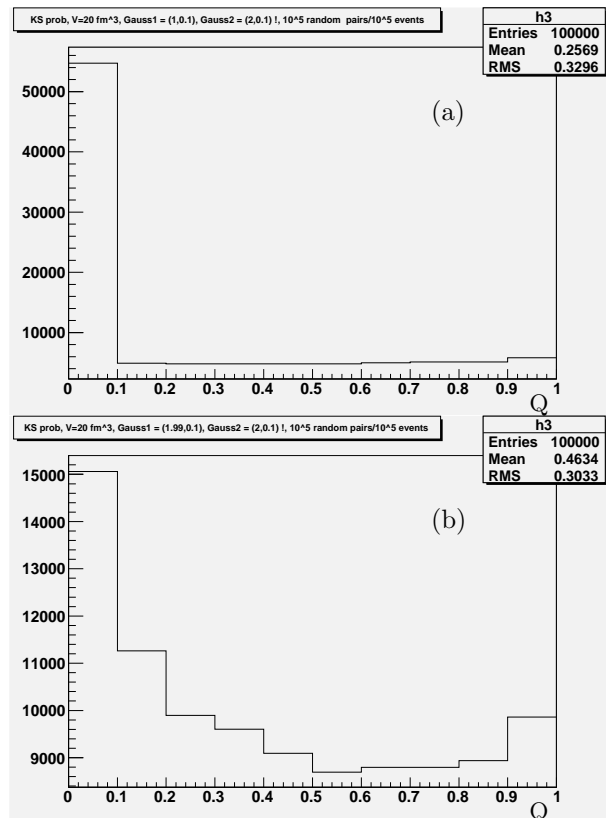 KS prob, V=20 fm^3, Gauss1 = (1,0.1), Gauss2 = (2,0.1) !, 10^5 random pairs/10^5 events
h3
Entries 100000
Mean 0.2569
RMS 0.3296
(a)
50000
40000
30000
20000
10000
0 0.1 0.2 0.3 0.4 0.5 0.6 0.7 0.8 0.9 1
Q
KS prob, V=20 fm^3, Gauss1 = (1.99,0.1), Gauss2 = (2,0.1) !, 10^5 random pairs/10^5 events
h3
Entries 100000
Mean 0.4634
RMS 0.3033
(b)
15000
14000
13000
12000
11000
10000
9000
0 0.1 0.2 0.3 0.4 0.5 0.6 0.7 0.8 0.9 1
Q